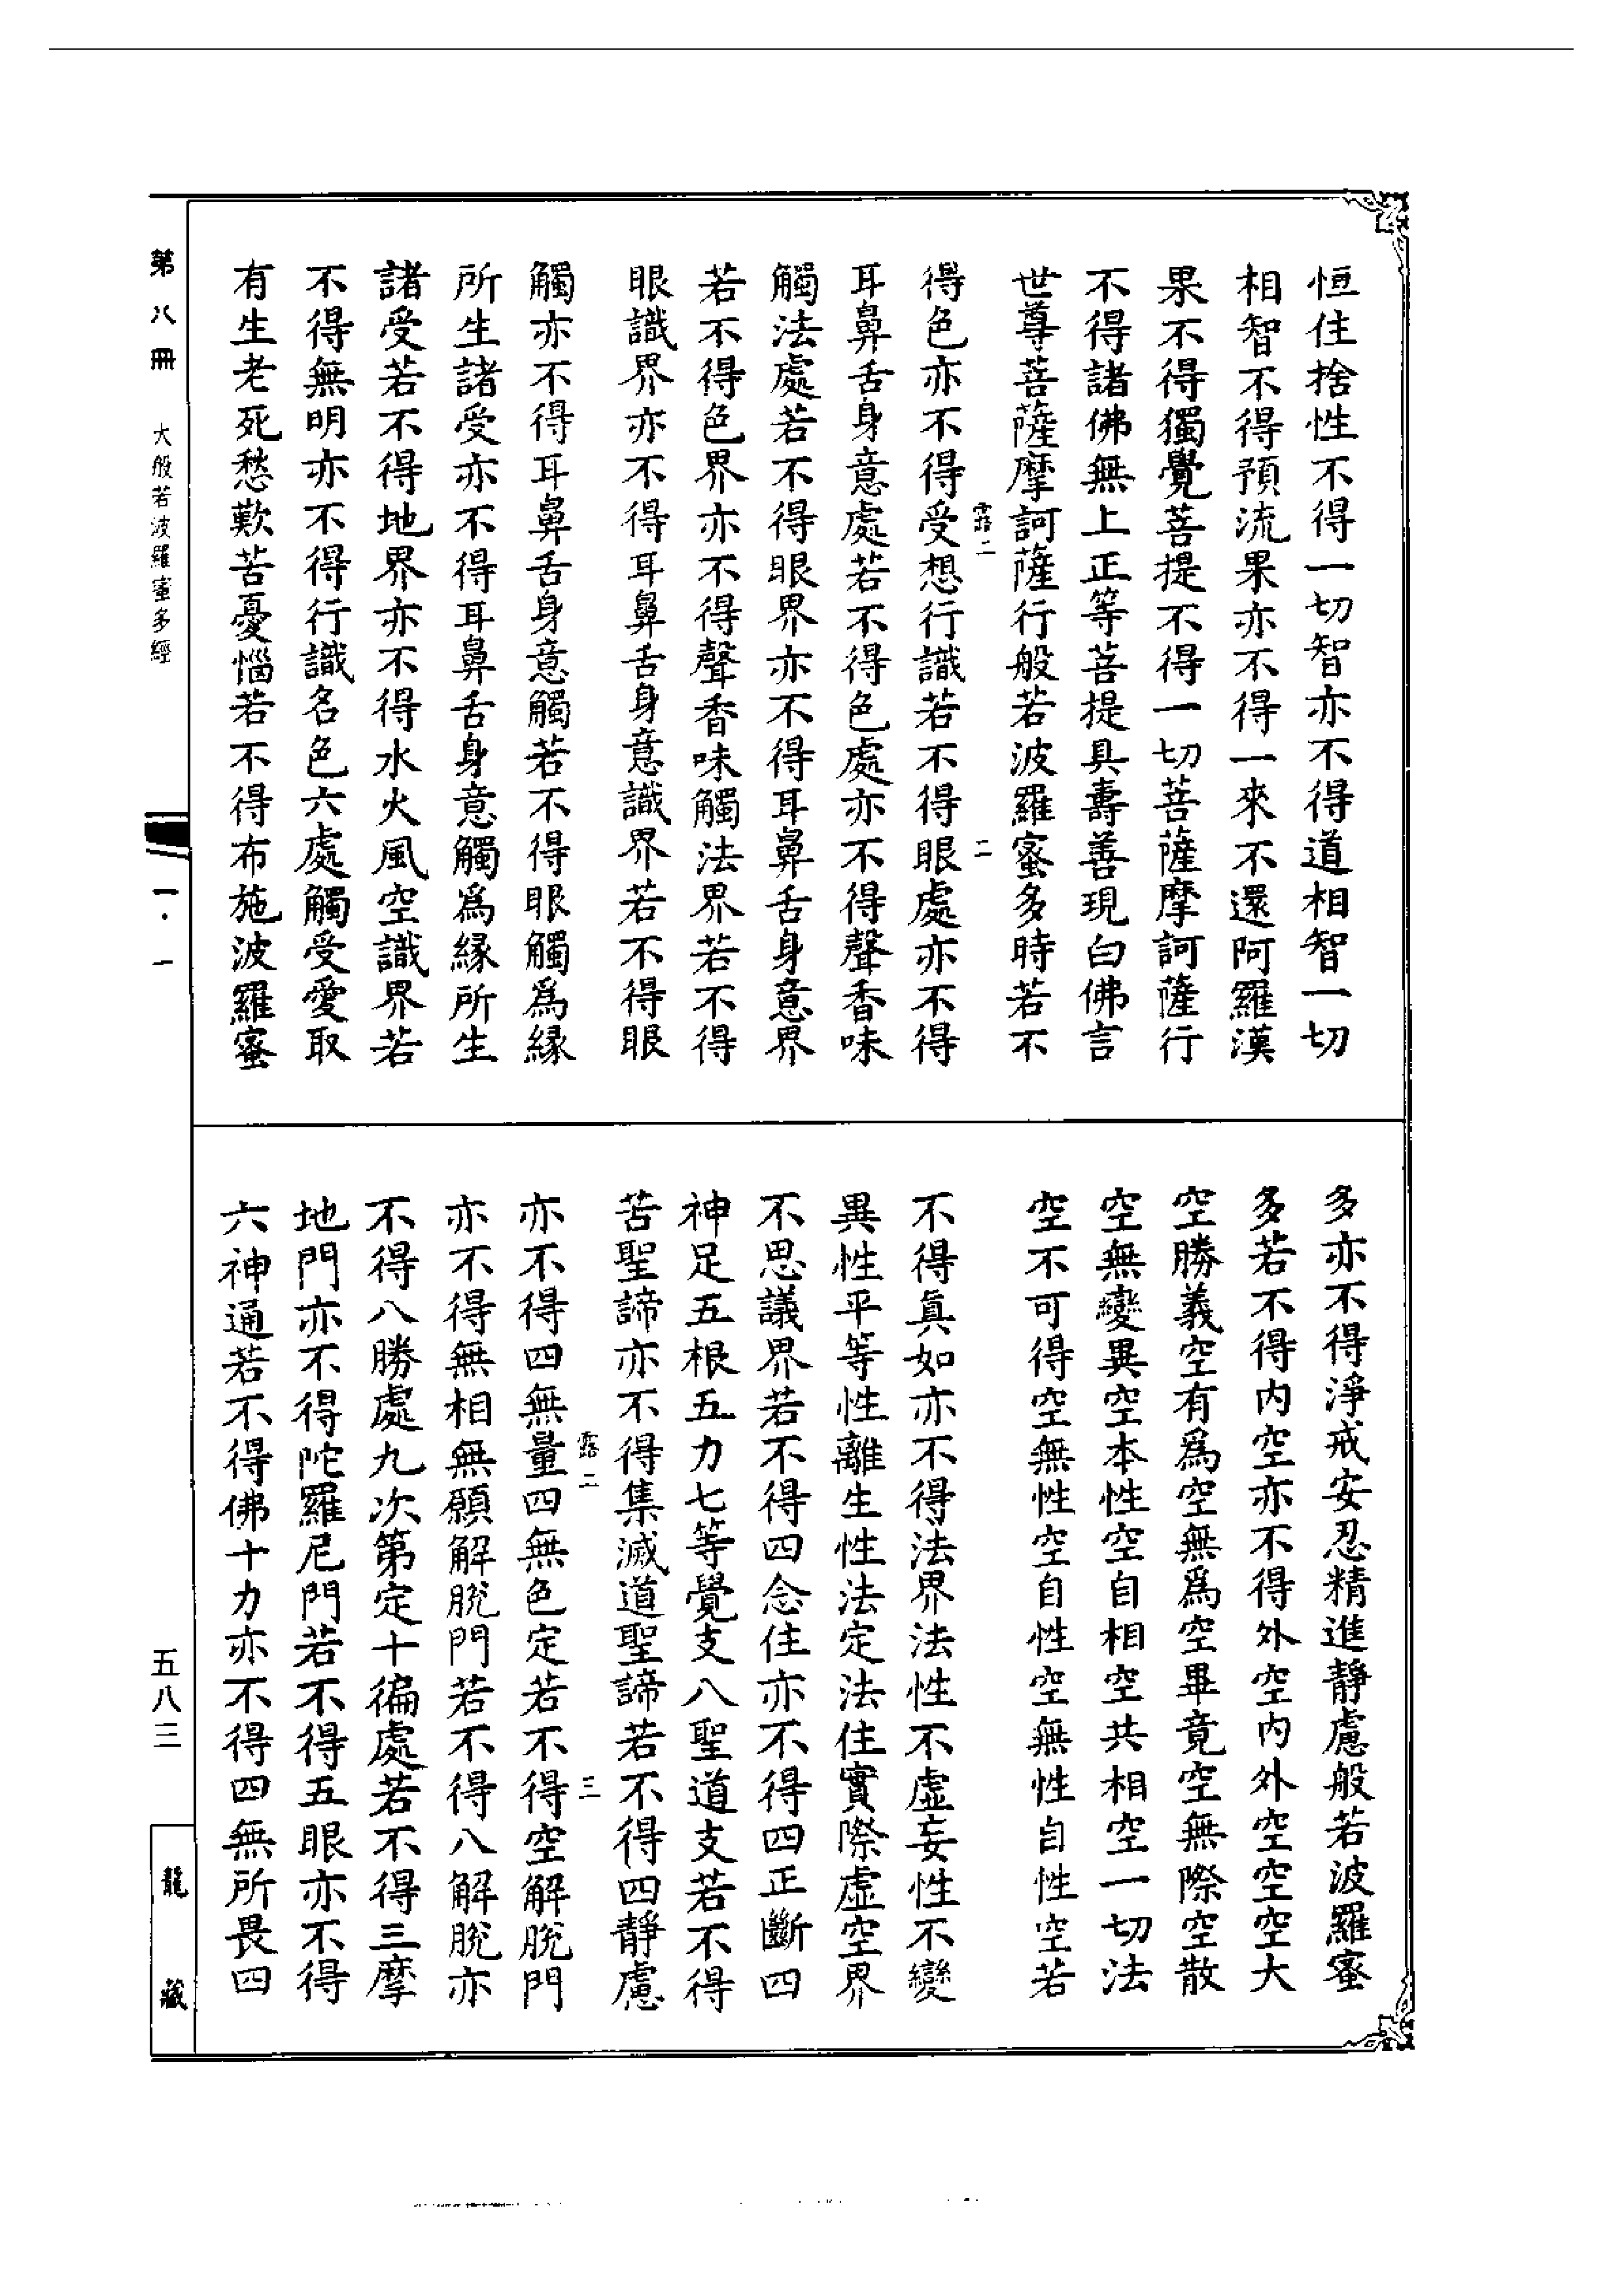 恒住捨性不得一切智亦不得道相智一切
相智不得預流果亦不得一來不還阿羅漢
果不得獨覺菩提不得一切菩薩摩訶薩行
不得諸佛無上正等菩提具壽善現白佛言
世尊菩薩摩訶薩行般若波羅蜜多時若不
露二
二
得色亦不得受想行識若不得眼處亦不得
耳鼻舌身意處若不得色處亦不得聲香味
觸法處若不得眼界亦不得耳鼻舌身意界
若不得色界亦不得聲香味觸法界若不得
眼識界亦不得耳鼻舌身意識界若不得眼
觸亦不得耳鼻舌身意觸若不得眼觸爲緣
所生諸受亦不得耳鼻舌身意觸爲緣所生
諸受若不得地界亦不得水火風空識界若
不得無明亦不得行識名色六處觸受愛取
有生老死愁歎苦憂惱若不得布施波羅蜜
多亦不得淨戒安忍精進靜慮般若波羅蜜
多若不得內空亦不得外空內外空空空大
空勝義空有爲空無爲空畢竟空無際空散
空無變異空本性空自相空共相空一切法
空不可得空無性空自性空無性自性空若
不得真如亦不得法界法性不虛妄性不變
異性平等性離生性法定法住實際虛空界
不思議界若不得四念住亦不得四正斷四
神足五根五力七等覺支八聖道支若不得
苦聖諦亦不得集滅道聖諦若不得四靜慮
露二
三
亦不得四無量四無色定若不得空解脫門
亦不得無相無願解脫門若不得八解脫亦
不得八勝處九次第定十徧處若不得三摩
地門亦不得陀羅尼門若不得五眼亦不得
六神通若不得佛十力亦不得四無所畏四
第八冊
大般若波羅蜜多經
一·一
五八三
龍藏